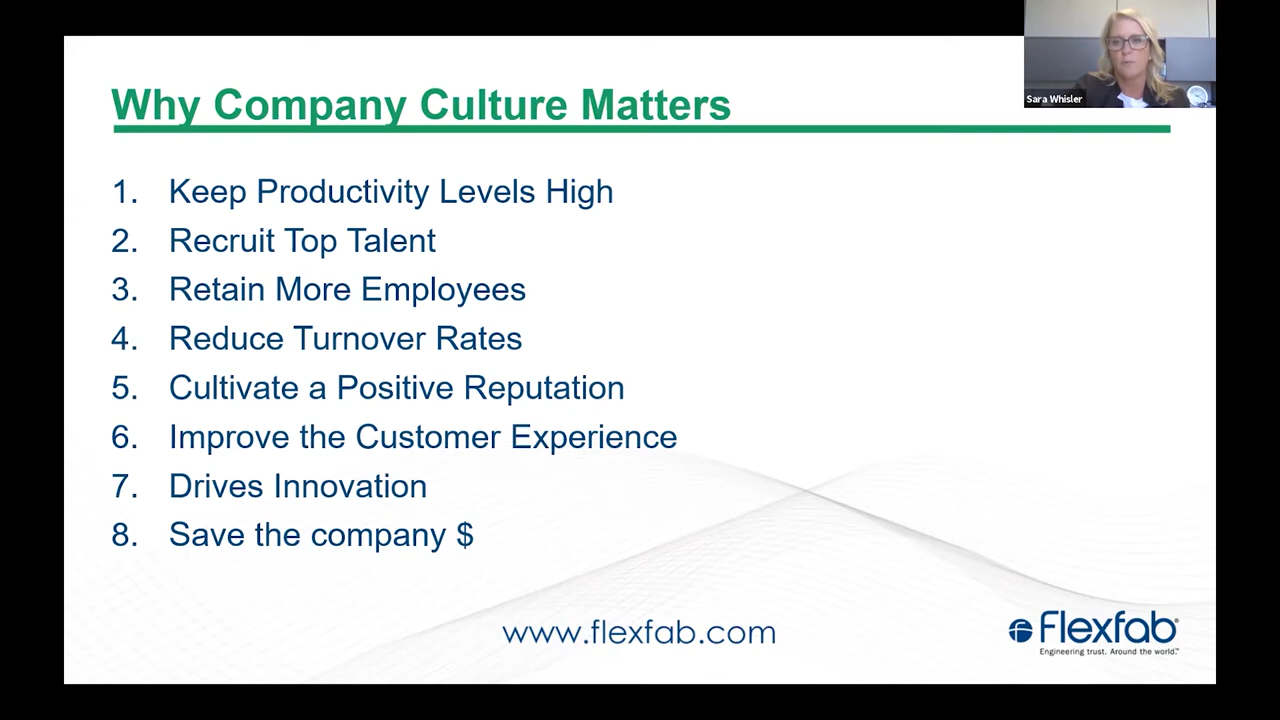 Why Company Culture Matters
Sara Whisler
1. Keep Productivity Levels High
2. Recruit Top Talent
3. Retain More Employees
4. Reduce Turnover Rates
5. Cultivate a Positive Reputation
6. Improve the Customer Experience
7. Drives Innovation
8. Save the company $
www.flexfab.com
Flexfab®
Engineering trust. Around the world.™